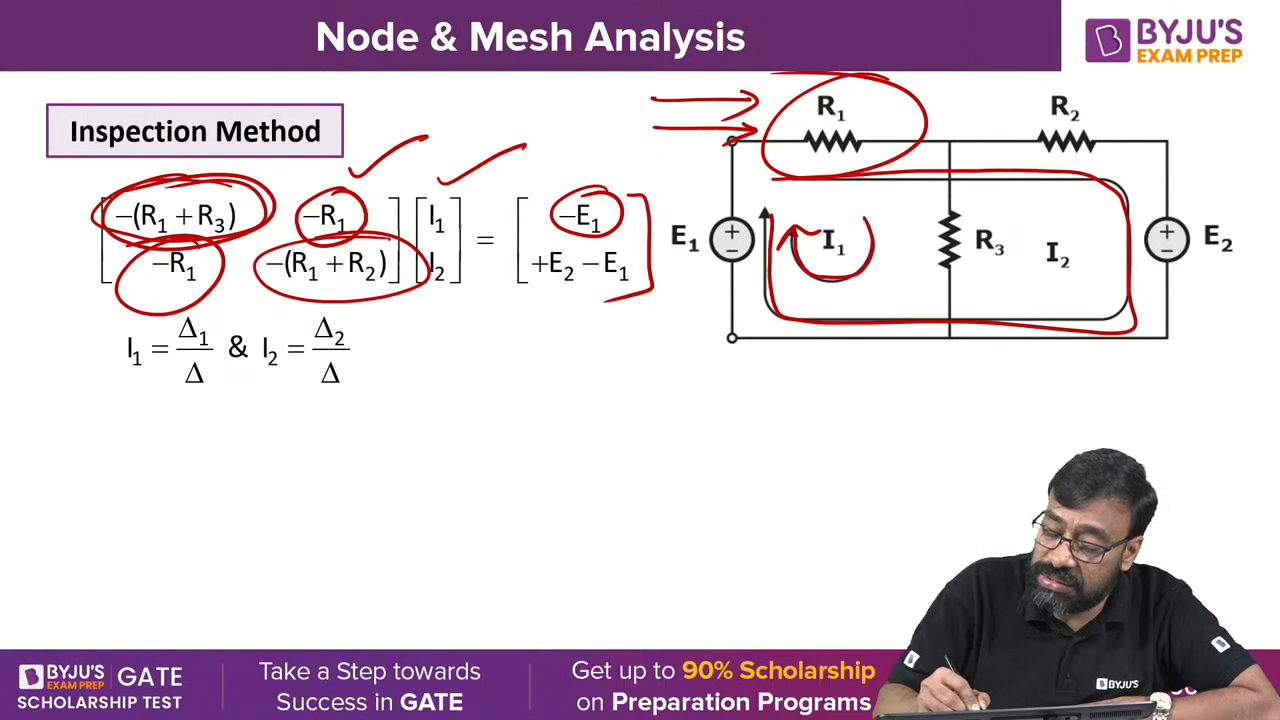 Node & Mesh Analysis
BYJU'S
EXAM PREP
Inspection Method
[ −(R₁ + R₃) −R₁ ] [ I₁ ] = [ −E₁ ]
[ −R₁ −(R₁ + R₂) ] [ I₂ ] [ +E₂ − E₁ ]
I₁ = Δ₁/Δ & I₂ = Δ₂/Δ
R₁
R₂
E₁
+
−
I₁
R₃
I₂
+
−
E₂
BYJU'S
BYJU'S
EXAM PREP
GATE
SCHOLARSHIP TEST
Take a Step towards
Success in GATE
Get up to 90% Scholarship
on Preparation Programs